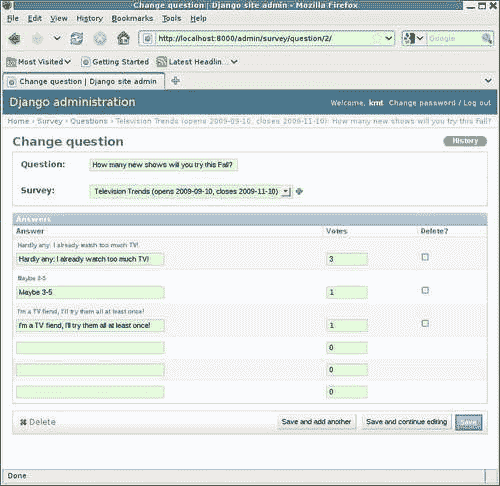 Change question | Django site admin - Mozilla Firefox
File Edit View History Bookmarks Tools Help
http://localhost:8000/admin/survey/question/2/
Google
Most Visited Getting Started Latest Headlin...
Change question | Django site admin
Django administration
Welcome, kmt Change password / Log out
Home › Survey › Questions › Television Trends (opens 2009-09-10, closes 2009-11-10): How many new shows will you try this Fall?
Change question
History
Question: How many new shows will you try this Fall?
Survey: Television Trends (opens 2009-09-10, closes 2009-11-10)
Answers
Answer Votes Delete?
Hardly any: I already watch too much TV!
Hardly any: I already watch too much TV! 3
Maybe 3-5
Maybe 3-5 1
I'm a TV fiend, I'll try them all at least once!
I'm a TV fiend, I'll try them all at least once! 1
0
0
0
Delete
Save and add another Save and continue editing Save
Done